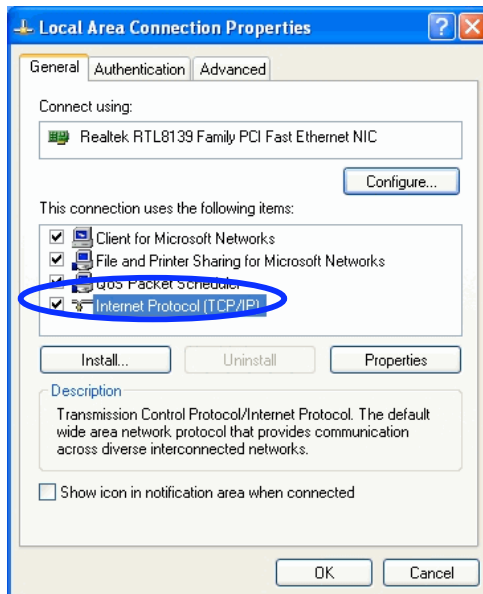 Local Area Connection Properties
General Authentication Advanced
Connect using:
Realtek RTL8139 Family PCI Fast Ethernet NIC
Configure...
This connection uses the following items:
Client for Microsoft Networks
File and Printer Sharing for Microsoft Networks
QoS Packet Scheduler
Internet Protocol (TCP/IP)
Install... Uninstall Properties
Description
Transmission Control Protocol/Internet Protocol. The default
wide area network protocol that provides communication
across diverse interconnected networks.
Show icon in notification area when connected
OK Cancel